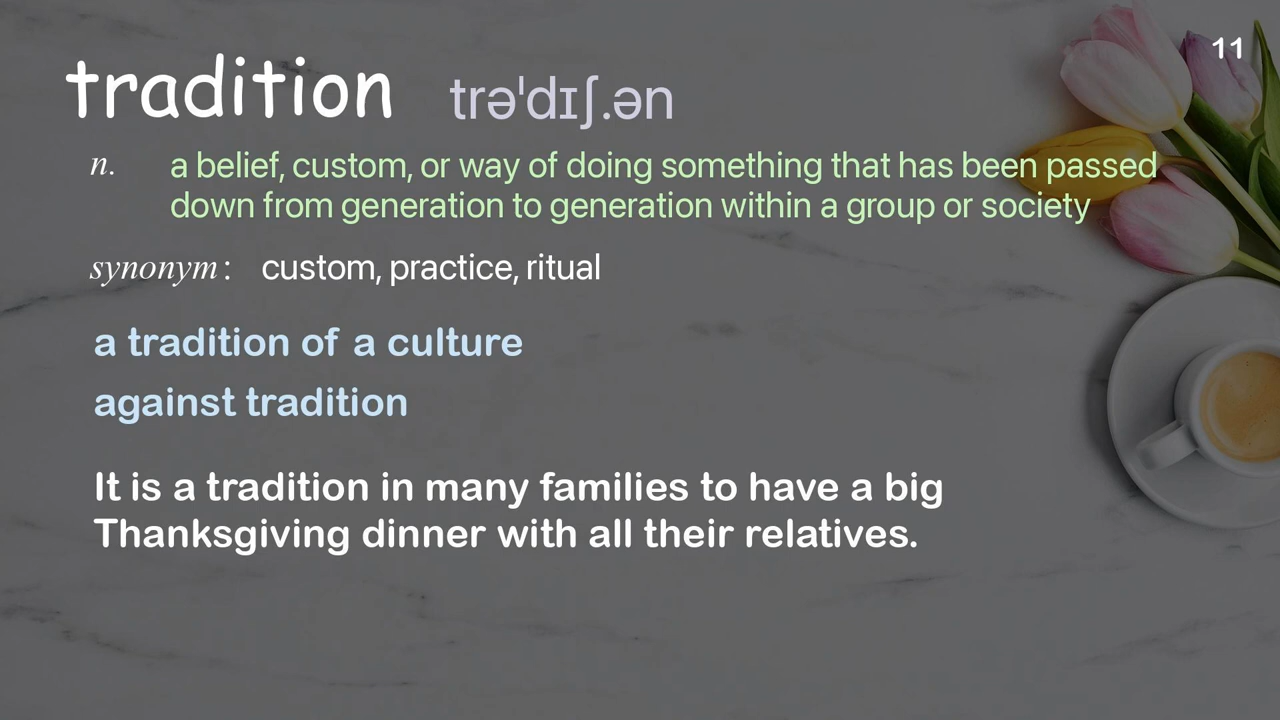 11
tradition trəˈdɪʃ.ən
n. a belief, custom, or way of doing something that has been passed
down from generation to generation within a group or society
synonym: custom, practice, ritual
a tradition of a culture
against tradition
It is a tradition in many families to have a big
Thanksgiving dinner with all their relatives.